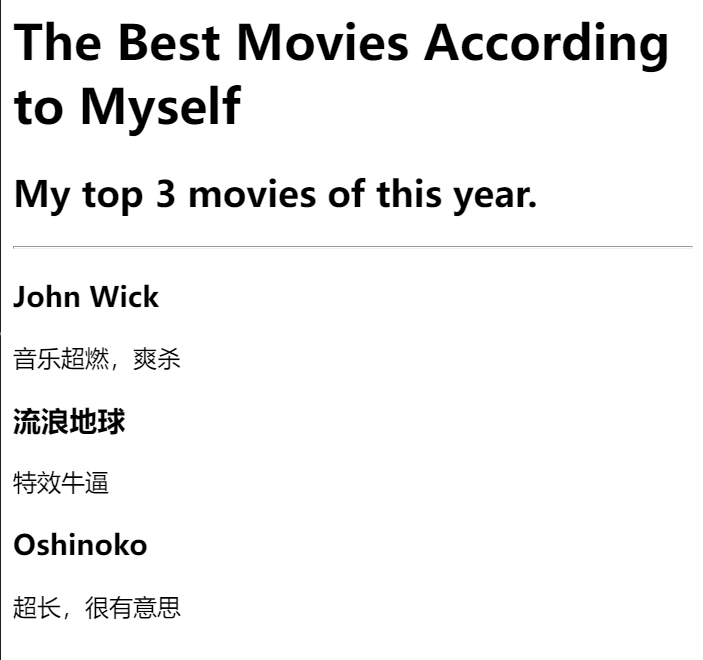 The Best Movies According
to Myself
My top 3 movies of this year.
John Wick
音乐超燃，爽杀
流浪地球
特效牛逼
Oshinoko
超长，很有意思